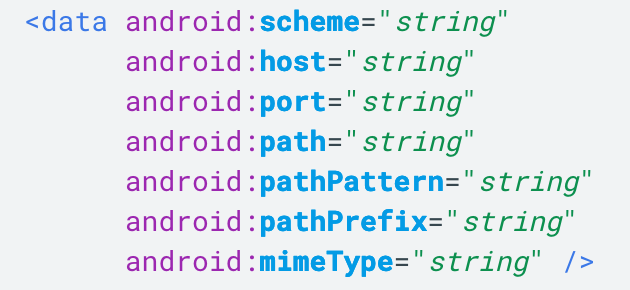 <data android:scheme="string"
android:host="string"
android:port="string"
android:path="string"
android:pathPattern="string"
android:pathPrefix="string"
android:mimeType="string" />